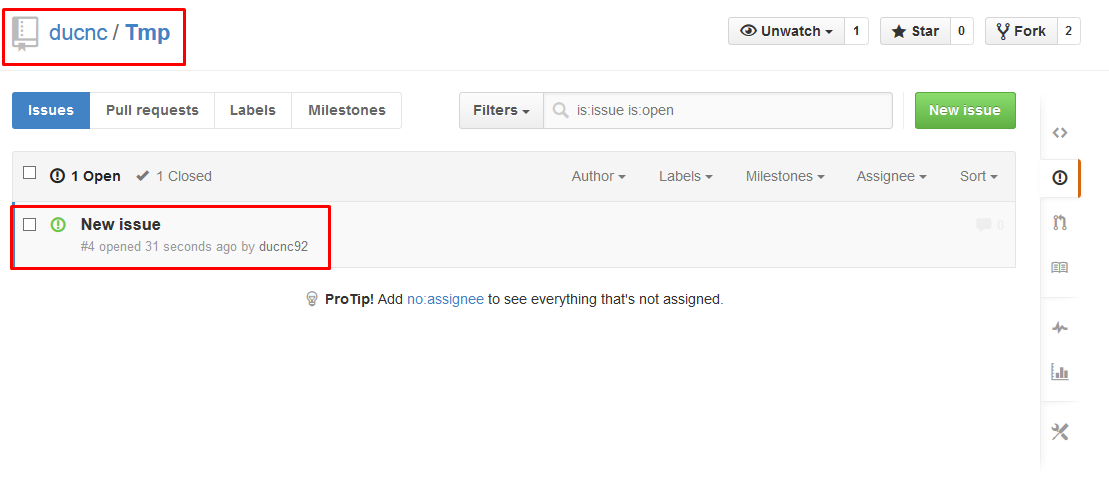 ducnc / Tmp
Unwatch 1 Star 0 Fork 2
Issues Pull requests Labels Milestones Filters is:issue is:open New issue
1 Open 1 Closed Author Labels Milestones Assignee Sort
New issue 0
#4 opened 31 seconds ago by ducnc92
ProTip! Add no:assignee to see everything that's not assigned.